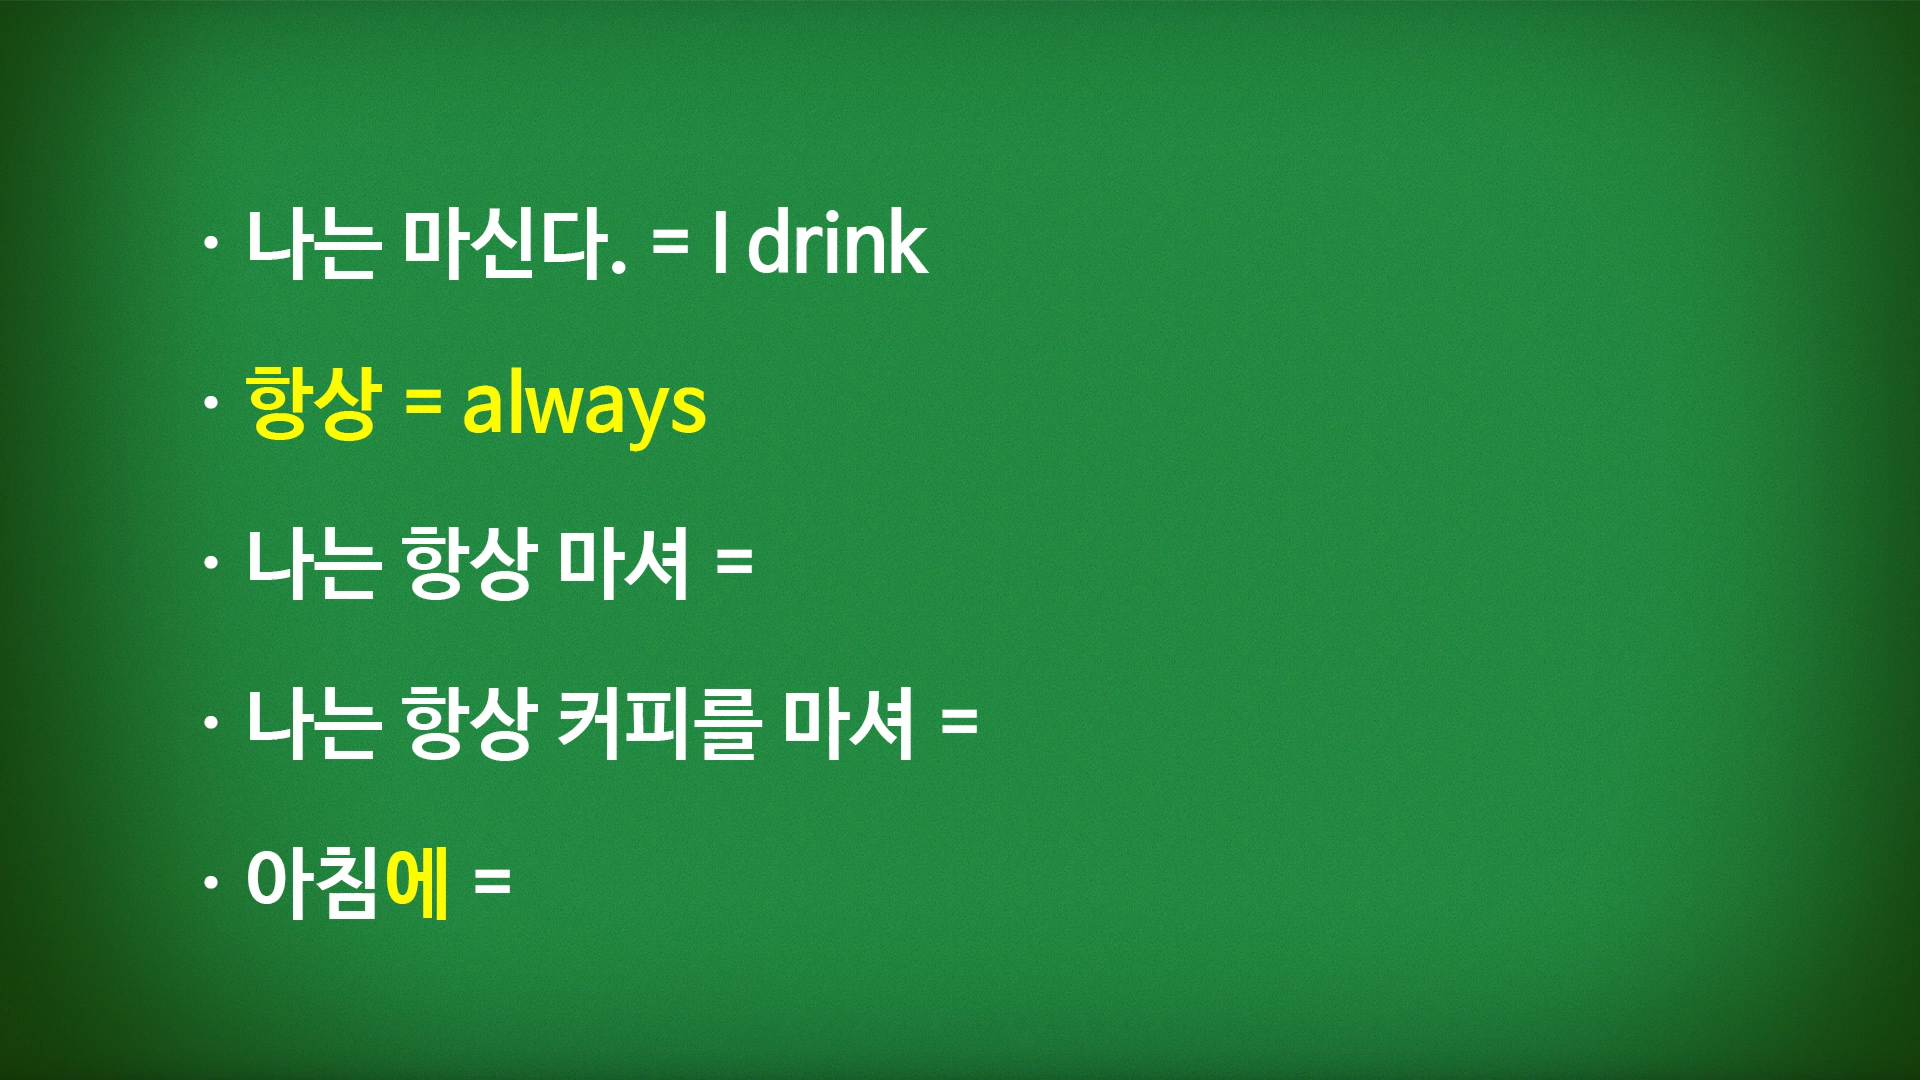 • 나는 마신다. = I drink
• 항상 = always
• 나는 항상 마셔 =
• 나는 항상 커피를 마셔 =
• 아침에 =